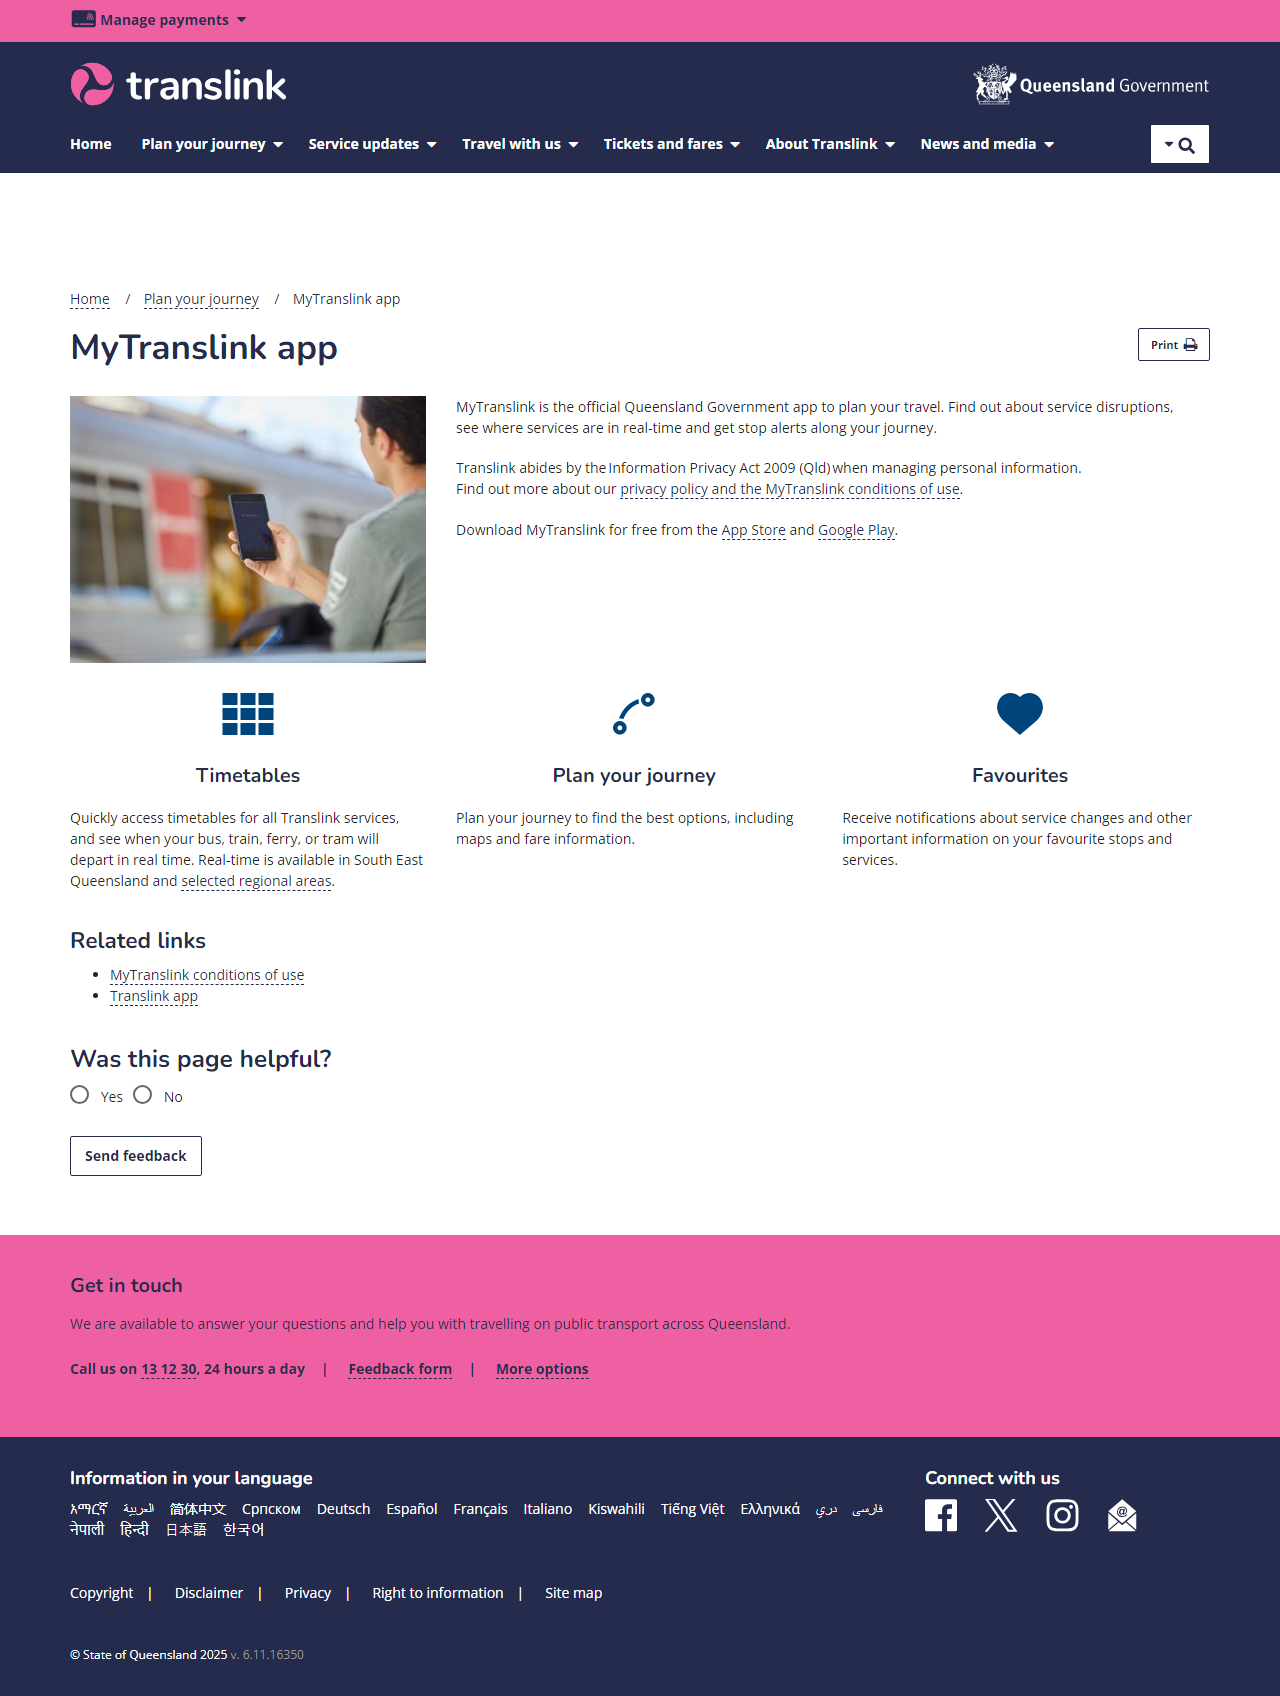 Manage payments
translink
Queensland Government
Home Plan your journey Service updates Travel with us Tickets and fares About Translink News and media
Home / Plan your journey / MyTranslink app
MyTranslink app
Print
MyTranslink is the official Queensland Government app to plan your travel. Find out about service disruptions,
see where services are in real-time and get stop alerts along your journey.
Translink abides by the Information Privacy Act 2009 (Qld) when managing personal information.
Find out more about our privacy policy and the MyTranslink conditions of use.
Download MyTranslink for free from the App Store and Google Play.
Timetables
Quickly access timetables for all Translink services,
and see when your bus, train, ferry, or tram will
depart in real time. Real-time is available in South East
Queensland and selected regional areas.
Plan your journey
Plan your journey to find the best options, including
maps and fare information.
Favourites
Receive notifications about service changes and other
important information on your favourite stops and
services.
Related links
MyTranslink conditions of use
Translink app
Was this page helpful?
Yes No
Send feedback
Get in touch
We are available to answer your questions and help you with travelling on public transport across Queensland.
Call us on 13 12 30, 24 hours a day | Feedback form | More options
Information in your language
አማርኛ العربية 简体中文 Српском Deutsch Español Français Italiano Kiswahili Tiếng Việt Ελληνικά دري فارسی
नेपाली हिन्दी 日本語 한국어
Connect with us
Copyright | Disclaimer | Privacy | Right to information | Site map
© State of Queensland 2025 v. 6.11.16350